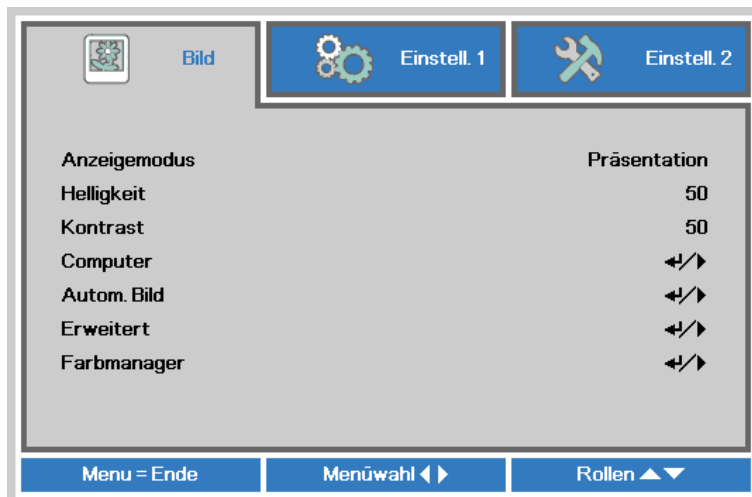 Bild
Einstell. 1
Einstell. 2
Anzeigemodus Präsentation
Helligkeit 50
Kontrast 50
Computer ↵/▶
Autom. Bild ↵/▶
Erweitert ↵/▶
Farbmanager ↵/▶
Menu = Ende
Menüwahl ◀ ▶
Rollen ▲▼